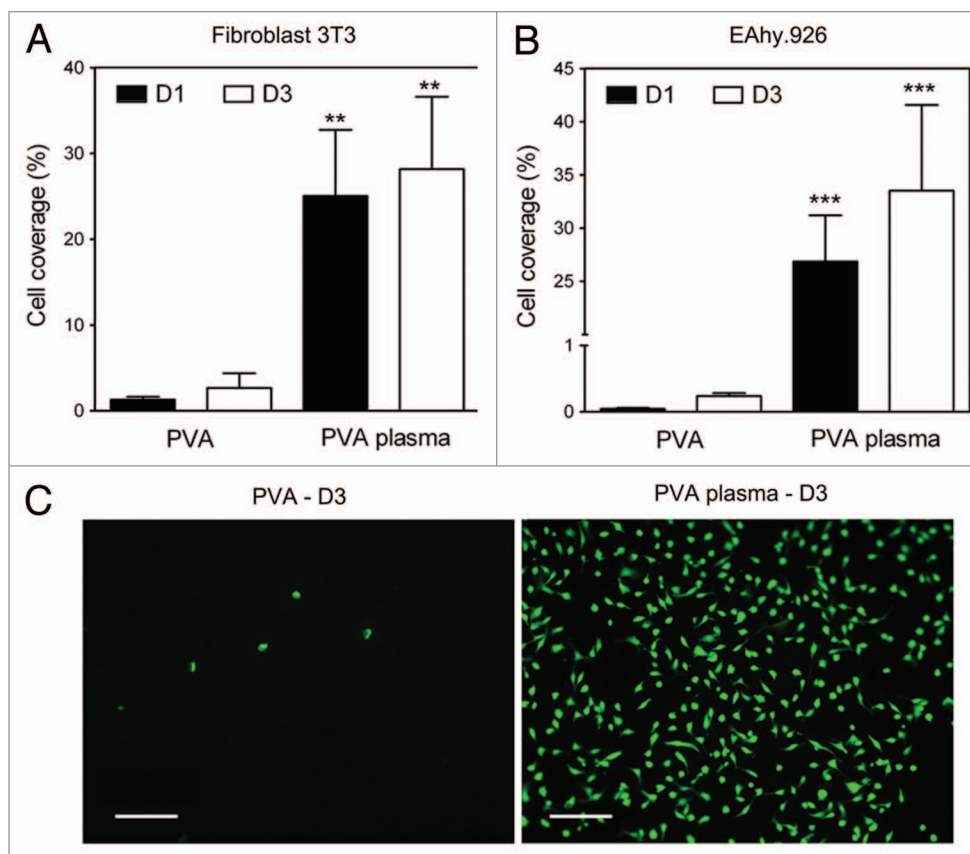 A
Fibroblast 3T3
Cell coverage (%)
40
30
20
10
0
D1
D3
**
**
PVA
PVA plasma
B
EAhy.926
Cell coverage (%)
45
40
35
30
25
1
0
D1
D3
***
***
PVA
PVA plasma
C
PVA - D3
PVA plasma - D3